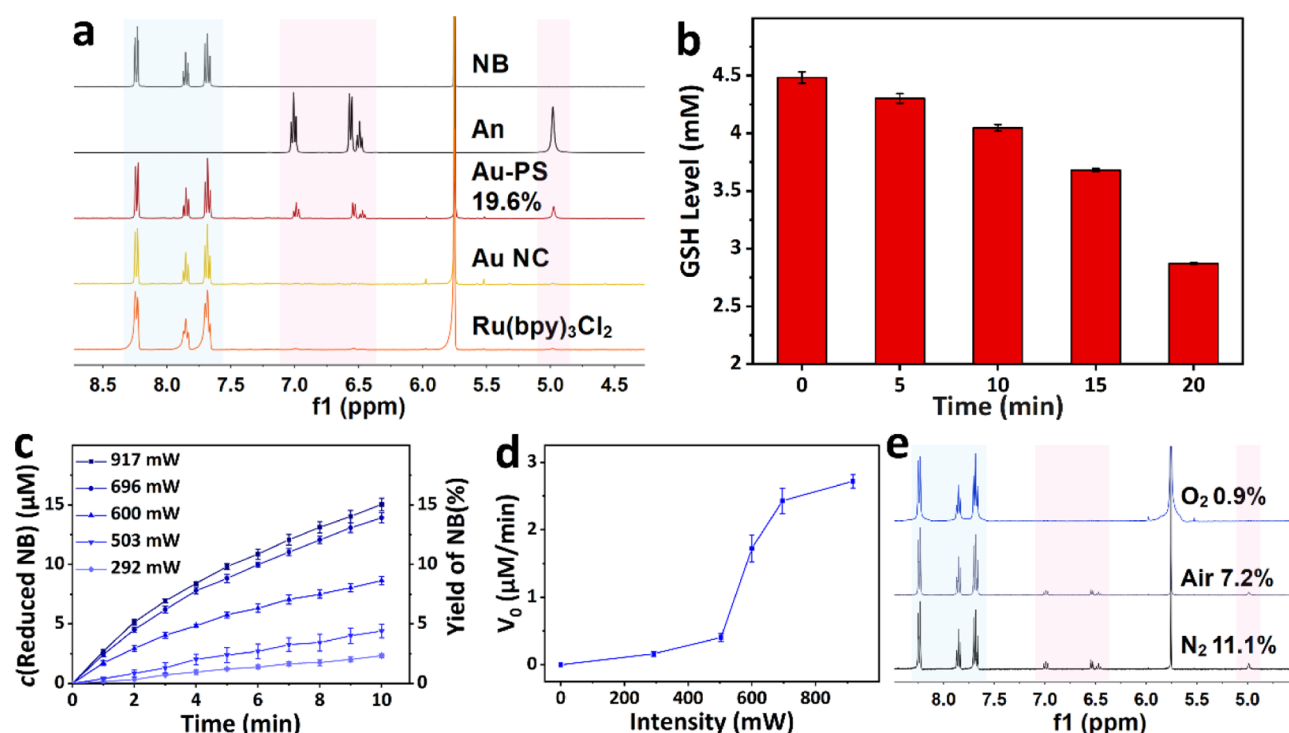 a
NB
An
Au-PS
19.6%
Au NC
Ru(bpy)₃Cl₂
8.5 8.0 7.5 7.0 6.5 6.0 5.5 5.0 4.5
f1 (ppm)
b
GSH Level (mM)
4.5
4
3.5
3
2.5
2
0 5 10 15 20
Time (min)
c
c(Reduced NB) (μM)
917 mW
696 mW
600 mW
503 mW
292 mW
15
10
5
0
15
10
5
0
Yield of NB(%)
0 2 4 6 8 10
Time (min)
d
V₀ (μM/min)
3
2
1
0
0 200 400 600 800
Intensity (mW)
e
O₂ 0.9%
Air 7.2%
N₂ 11.1%
8.0 7.5 7.0 6.5 6.0 5.5 5.0
f1 (ppm)